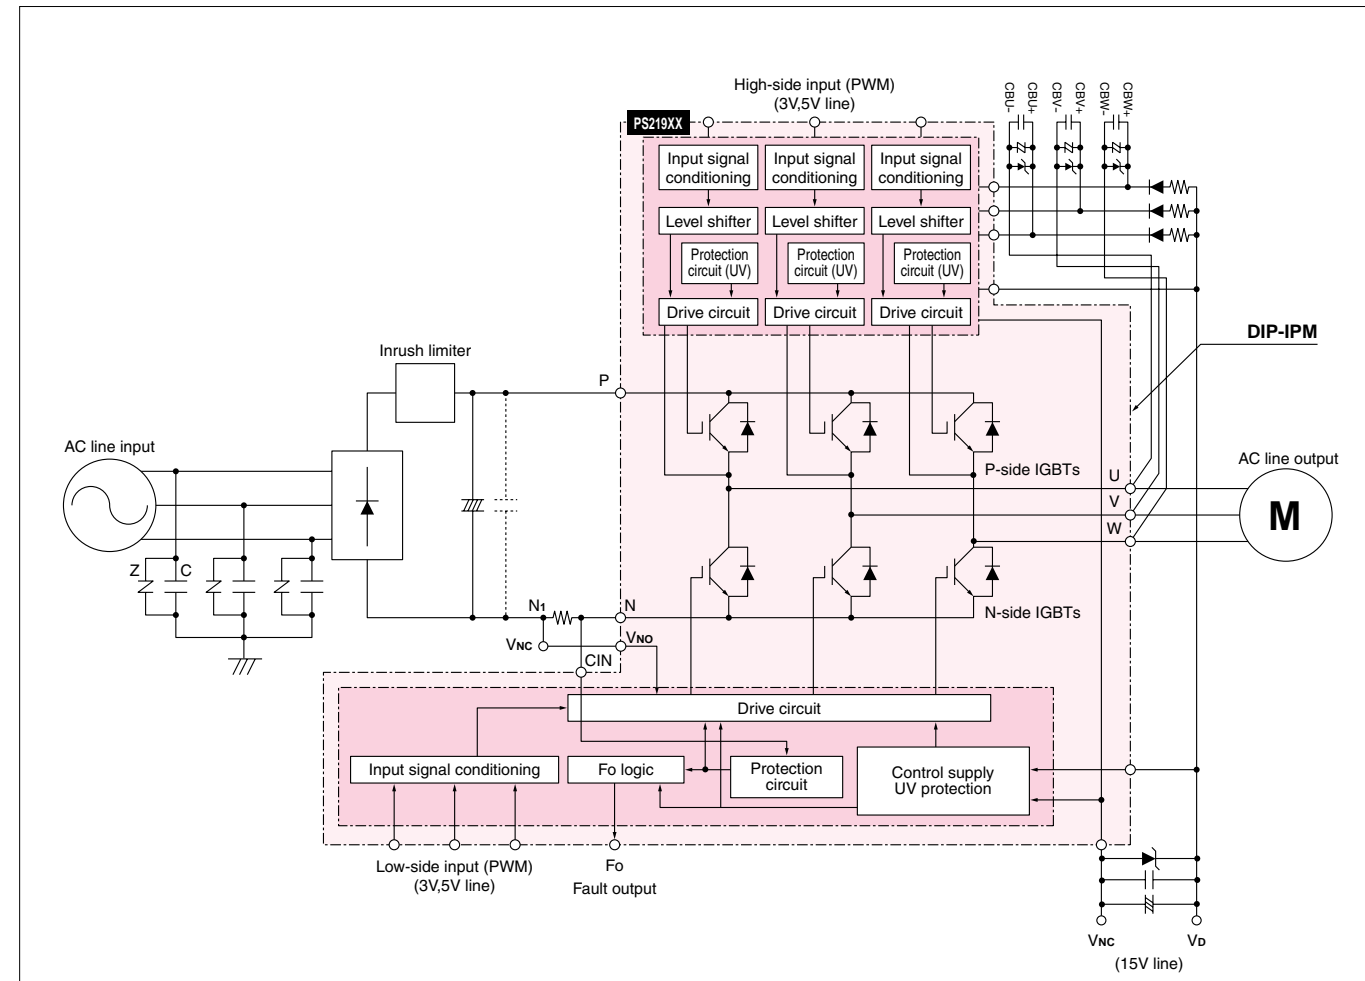 High-side input (PWM)
(3V,5V line)
CBU-
CBU+
CBV-
CBV+
CBW-
CBW+
PS219XX
Input signal
conditioning
Input signal
conditioning
Input signal
conditioning
Level shifter
Level shifter
Level shifter
Protection
circuit (UV)
Protection
circuit (UV)
Protection
circuit (UV)
Drive circuit
Drive circuit
Drive circuit
DIP-IPM
Inrush limiter
P
AC line input
P-side IGBTs
U
V
W
AC line output
M
Z
C
N1
N
N-side IGBTs
VNC
VNO
CIN
Drive circuit
Input signal conditioning
Fo logic
Protection
circuit
Control supply
UV protection
Low-side input (PWM)
(3V,5V line)
Fo
Fault output
VNC
VD
(15V line)